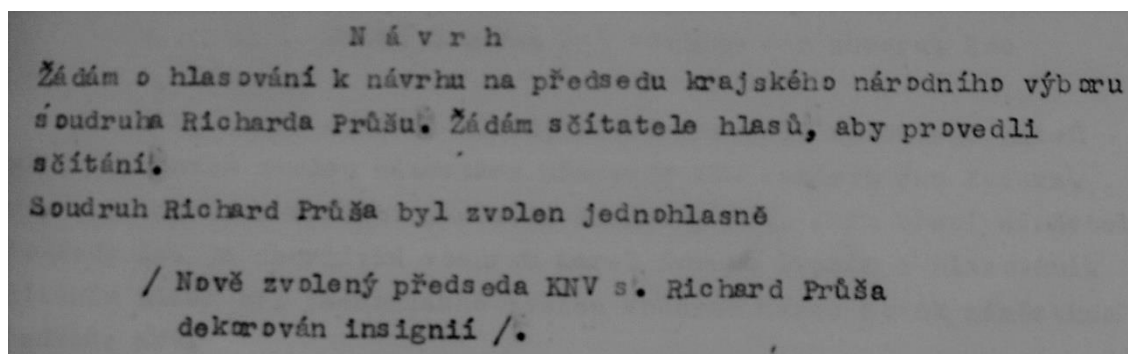 N á v r h
Žádám o hlasování k návrhu na předsedu krajského národního výboru
soudruha Richarda Průšu. Žádám sčítatele hlasů, aby provedli
sčítání.
Soudruh Richard Průša byl zvolen jednohlasně
/ Nově zvolený předseda KNV s. Richard Průša
dekorován insignií /.